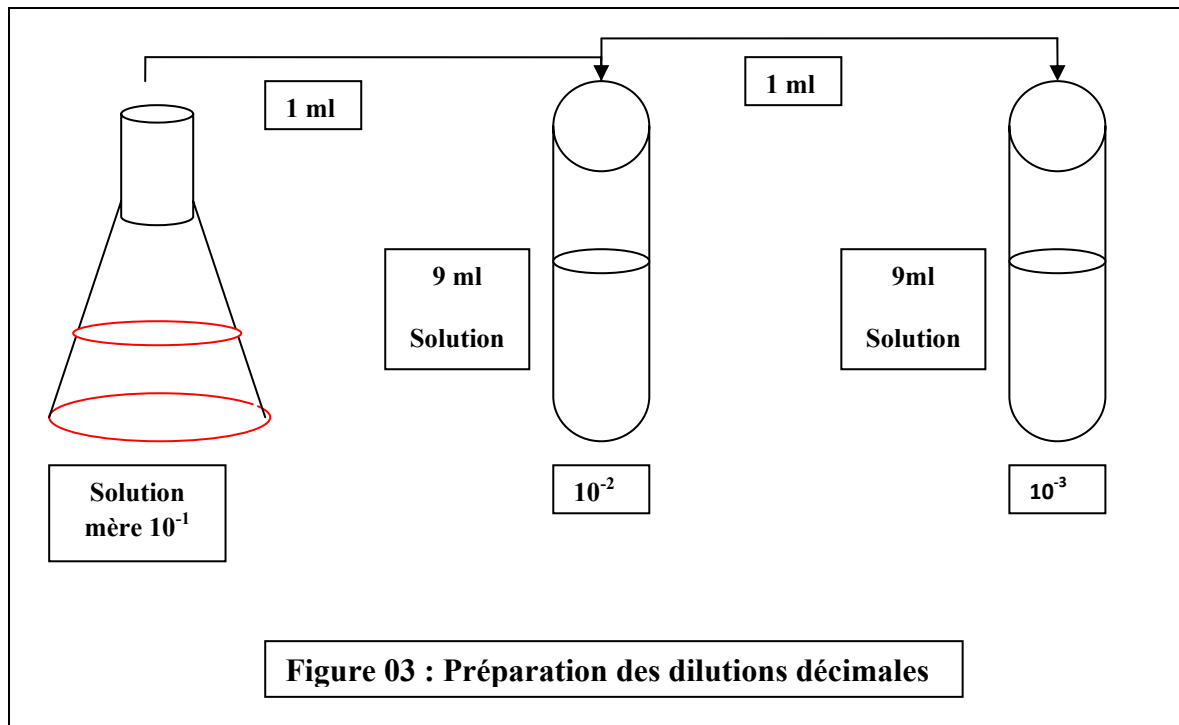 1 ml
1 ml
9 ml
Solution
9ml
Solution
Solution
mère 10⁻¹
10⁻²
10⁻³
Figure 03 : Préparation des dilutions décimales